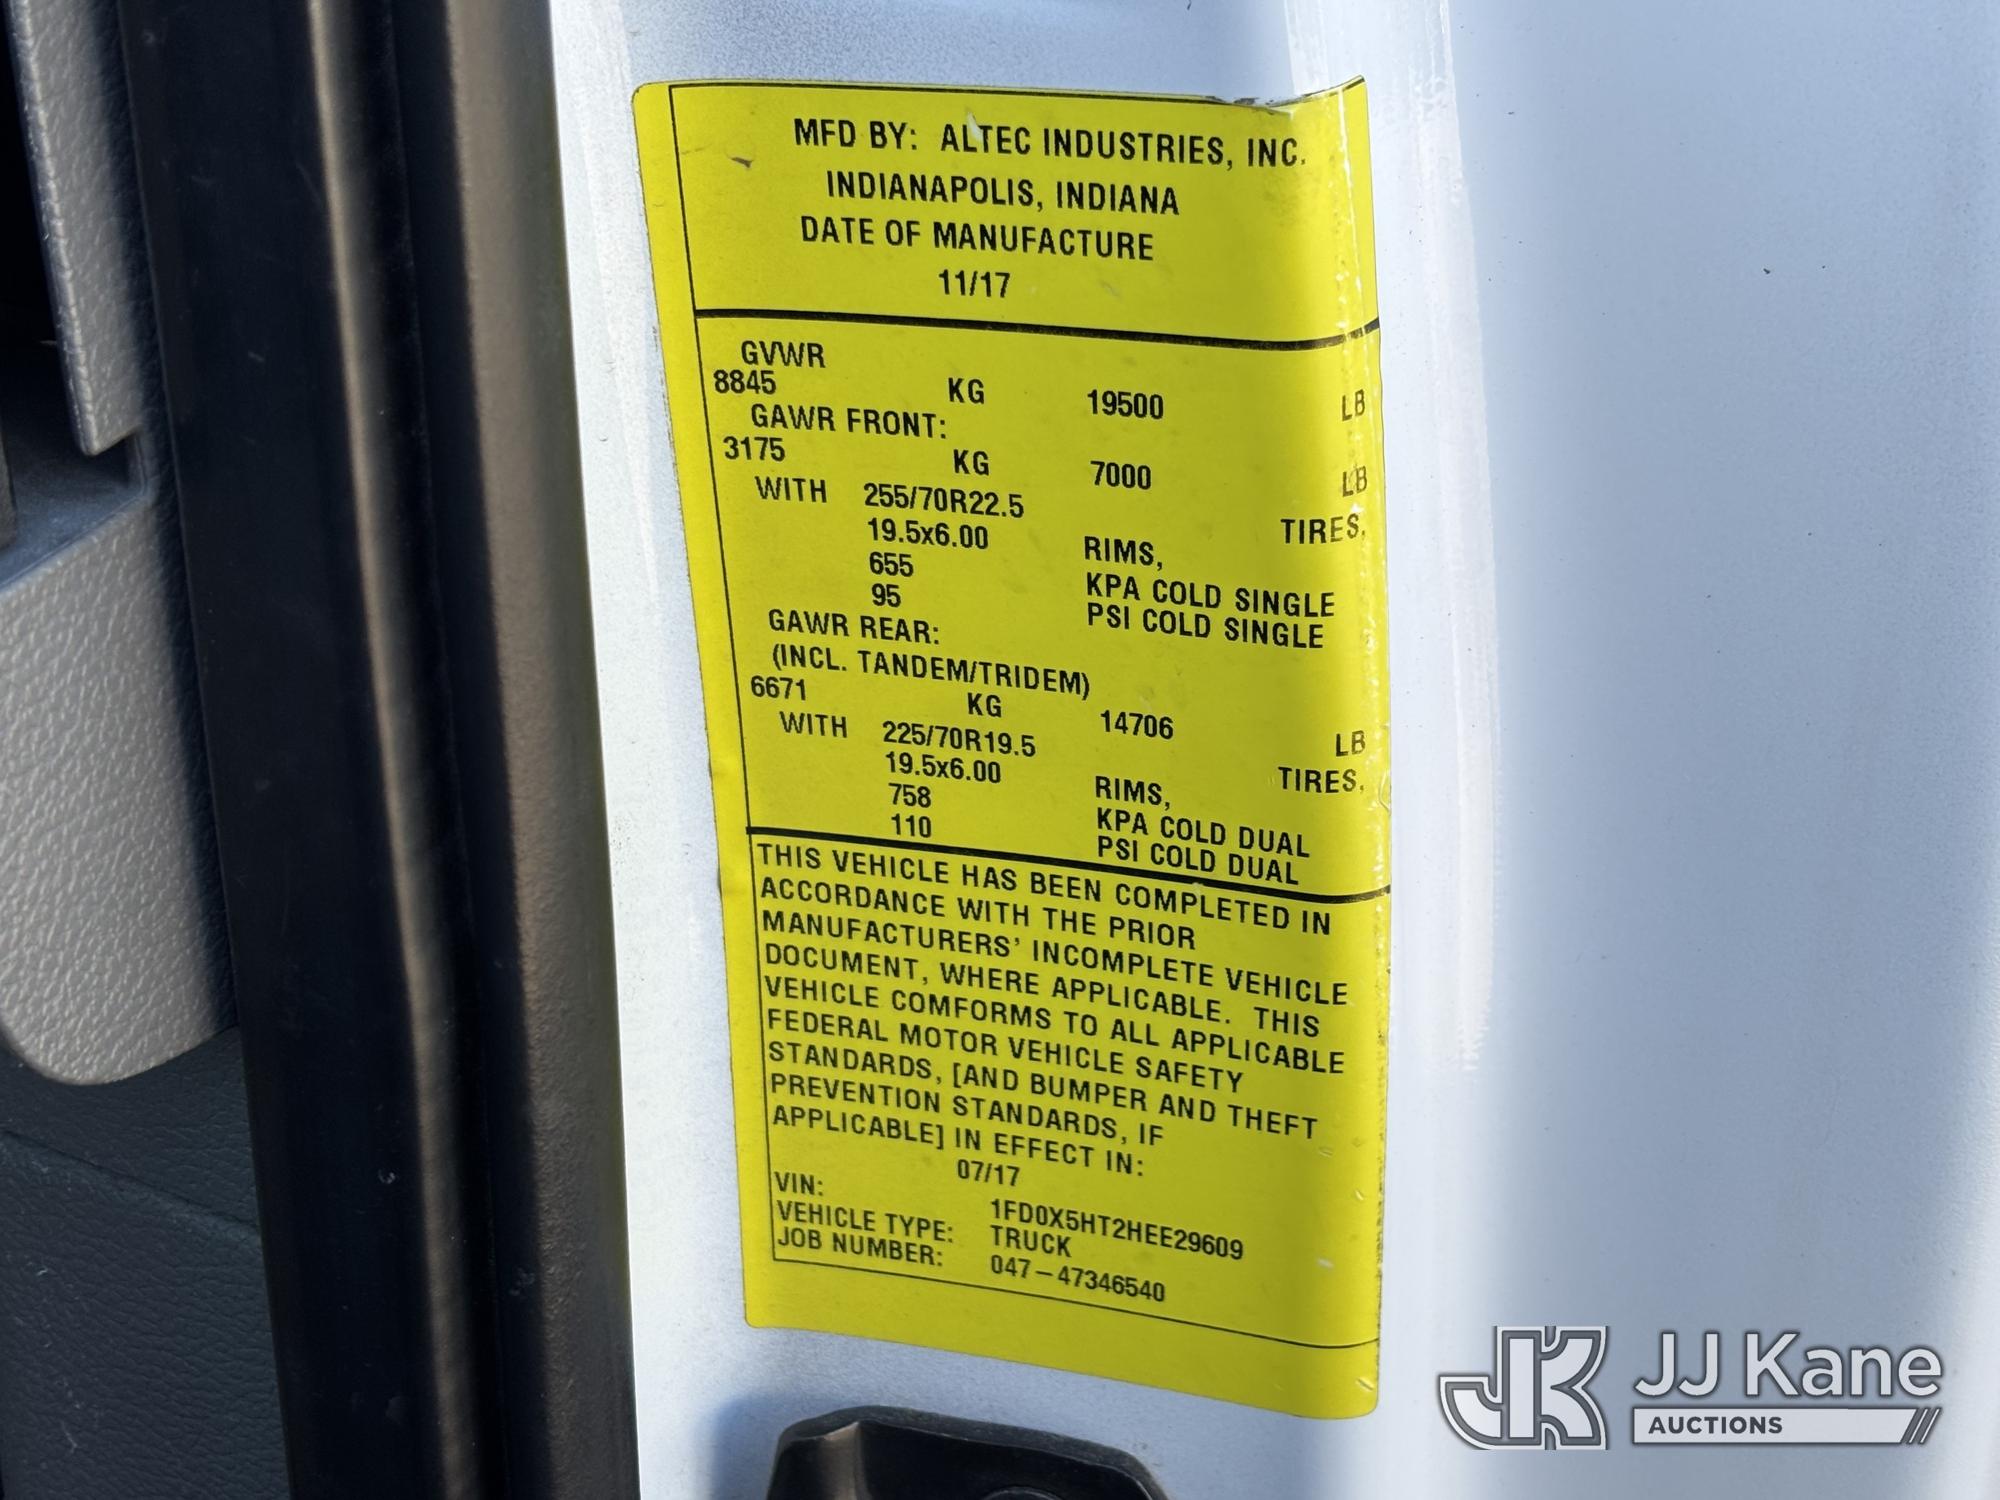 MFD BY: ALTEC INDUSTRIES, INC.
INDIANAPOLIS, INDIANA
DATE OF MANUFACTURE
11/17
GVWR
8845 KG 19500 LB
GAWR FRONT:
3175 KG 7000 LB
WITH 255/70R22.5 TIRES,
19.5x6.00 RIMS,
655 KPA COLD SINGLE
95 PSI COLD SINGLE
GAWR REAR:
(INCL. TANDEM/TRIDEM)
6671 KG 14706 LB
WITH 225/70R19.5 TIRES,
19.5x6.00 RIMS,
758 KPA COLD DUAL
110 PSI COLD DUAL
THIS VEHICLE HAS BEEN COMPLETED IN
ACCORDANCE WITH THE PRIOR
MANUFACTURERS' INCOMPLETE VEHICLE
DOCUMENT, WHERE APPLICABLE. THIS
VEHICLE COMFORMS TO ALL APPLICABLE
FEDERAL MOTOR VEHICLE SAFETY
STANDARDS, [AND BUMPER AND THEFT
PREVENTION STANDARDS, IF
APPLICABLE] IN EFFECT IN:
07/17
VIN: 1FD0X5HT2HEE29609
VEHICLE TYPE: TRUCK
JOB NUMBER: 047-47346540
JK JJ Kane
AUCTIONS